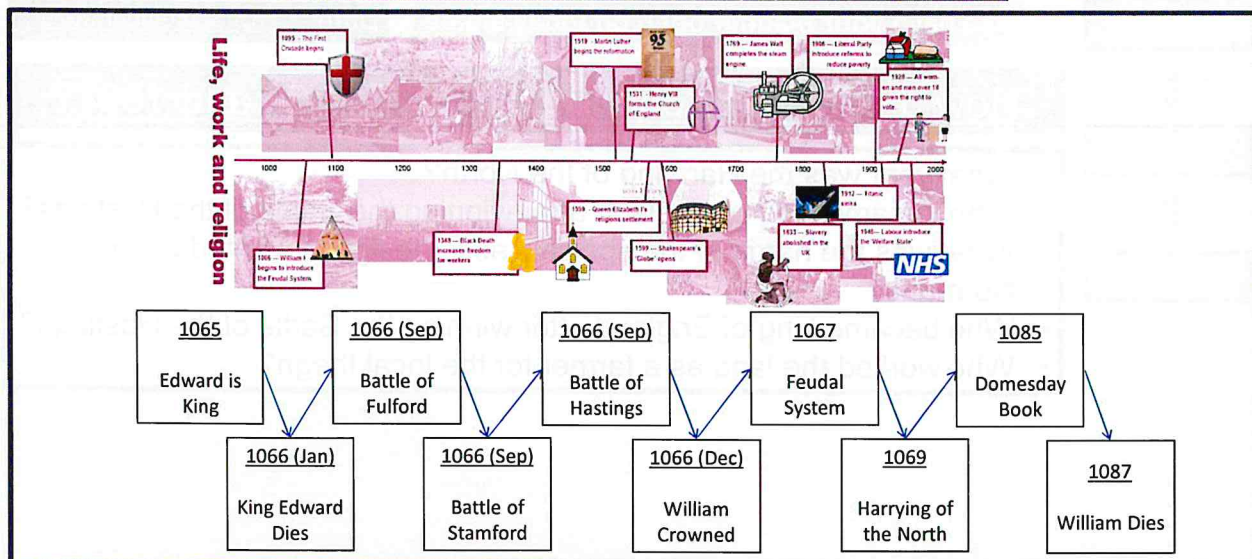 Life, work and religion
1095 — The First
Crusade begins
1519 – Martin Luther
begins the reformation
95
1531 – Henry VIII
forms the Church
of England
1769 — James Watt
completes the steam
engine
1906 — Liberal Party
introduce reforms to
reduce poverty
1928 — All wom-
en and men over 18
given the right to
vote.
1000 1100 1200 1300 1400 1500 1600 1700 1800 1900 2000
1066 — William I
begins to introduce
the Feudal System.
1348 — Black Death
increases freedom
for workers
1559 — Queen Elizabeth I's
religious settlement
1599 — Shakespeare's
'Globe' opens
1833 — Slavery
abolished in the
UK
1912 — Titanic
sinks
1948 — Labour introduce
the 'Welfare State'
NHS
1065
Edward is
King
1066 (Jan)
King Edward
Dies
1066 (Sep)
Battle of
Fulford
1066 (Sep)
Battle of
Stamford
1066 (Sep)
Battle of
Hastings
1066 (Dec)
William
Crowned
1067
Feudal
System
1069
Harrying of
the North
1085
Domesday
Book
1087
William Dies